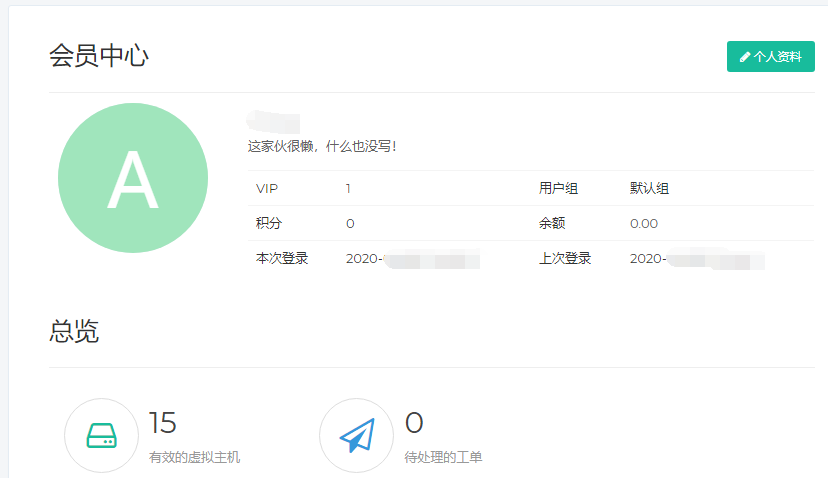 会员中心
个人资料
A
这家伙很懒，什么也没写！
VIP 1 用户组 默认组
积分 0 余额 0.00
本次登录 2020- 上次登录 2020-
总览
15 0
有效的虚拟主机 待处理的工单